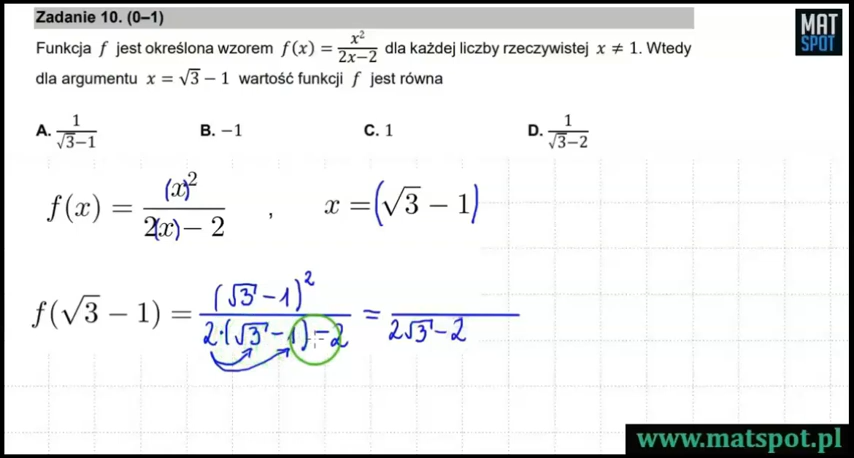 Zadanie 10. (0–1)
MAT
SPOT
Funkcja f jest określona wzorem f(x) = x²/(2x−2) dla każdej liczby rzeczywistej x ≠ 1. Wtedy
dla argumentu x = √3 − 1 wartość funkcji f jest równa
A. 1/(√3−1) B. −1 C. 1 D. 1/(√3−2)
f(x) = (x)²/(2(x) − 2) , x = (√3 − 1)
f(√3 − 1) = (√3 − 1)²/(2·(√3 − 1) − 2) = /(2√3 − 2)
www.matspot.pl